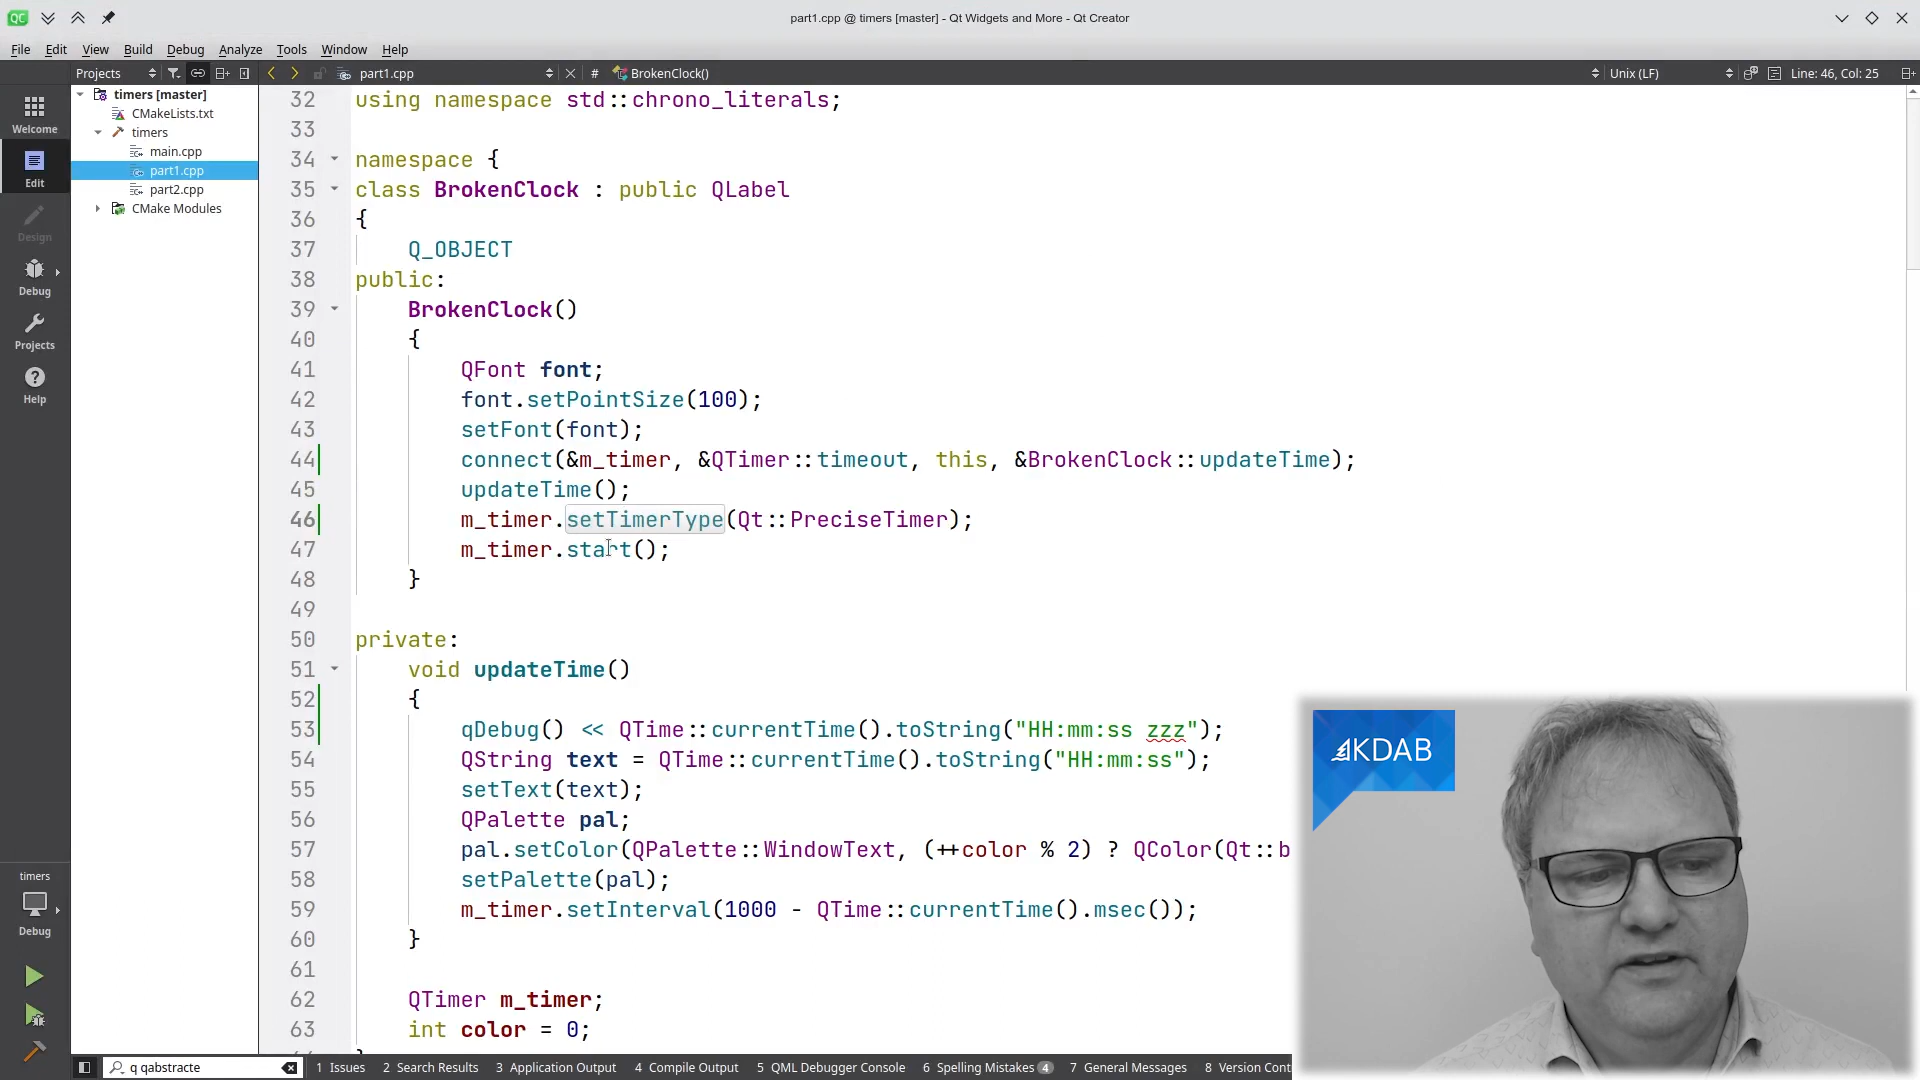 QC
part1.cpp @ timers [master] - Qt Widgets and More - Qt Creator
File Edit View Build Debug Analyze Tools Window Help
Projects part1.cpp # BrokenClock() Unix (LF) Line: 46, Col: 25
Welcome
Edit
Design
Debug
Projects
Help
timers
Debug
timers [master]
CMakeLists.txt
timers
main.cpp
part1.cpp
part2.cpp
CMake Modules
32 using namespace std::chrono_literals;
33
34 namespace {
35 class BrokenClock : public QLabel
36 {
37 Q_OBJECT
38 public:
39 BrokenClock()
40 {
41 QFont font;
42 font.setPointSize(100);
43 setFont(font);
44 connect(&m_timer, &QTimer::timeout, this, &BrokenClock::updateTime);
45 updateTime();
46 m_timer.setTimerType(Qt::PreciseTimer);
47 m_timer.start();
48 }
49
50 private:
51 void updateTime()
52 {
53 qDebug() << QTime::currentTime().toString("HH:mm:ss zzz");
54 QString text = QTime::currentTime().toString("HH:mm:ss");
55 setText(text);
56 QPalette pal;
57 pal.setColor(QPalette::WindowText, (++color % 2) ? QColor(Qt::b
58 setPalette(pal);
59 m_timer.setInterval(1000 - QTime::currentTime().msec());
60 }
61
62 QTimer m_timer;
63 int color = 0;
KDAB
q qabstracte 1 Issues 2 Search Results 3 Application Output 4 Compile Output 5 QML Debugger Console 6 Spelling Mistakes 4 7 General Messages 8 Version Cont